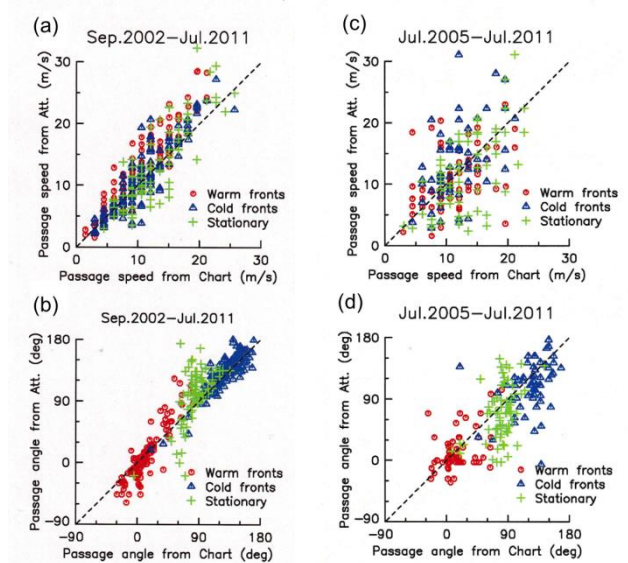 (a)
Sep.2002−Jul.2011
Passage speed from Att. (m/s)
30
20
10
0
0 10 20 30
Warm fronts
Cold fronts
Stationary
Passage speed from Chart (m/s)
(c)
Jul.2005−Jul.2011
Passage speed from Att. (m/s)
30
20
10
0
0 10 20 30
Warm fronts
Cold fronts
Stationary
Passage speed from Chart (m/s)
(b)
Sep.2002−Jul.2011
Passage angle from Att. (deg)
180
90
0
−90
−90 0 90 180
Warm fronts
Cold fronts
Stationary
Passage angle from Chart (deg)
(d)
Jul.2005−Jul.2011
Passage angle from Att. (deg)
180
90
0
−90
−90 0 90 180
Warm fronts
Cold fronts
Stationary
Passage angle from Chart (deg)